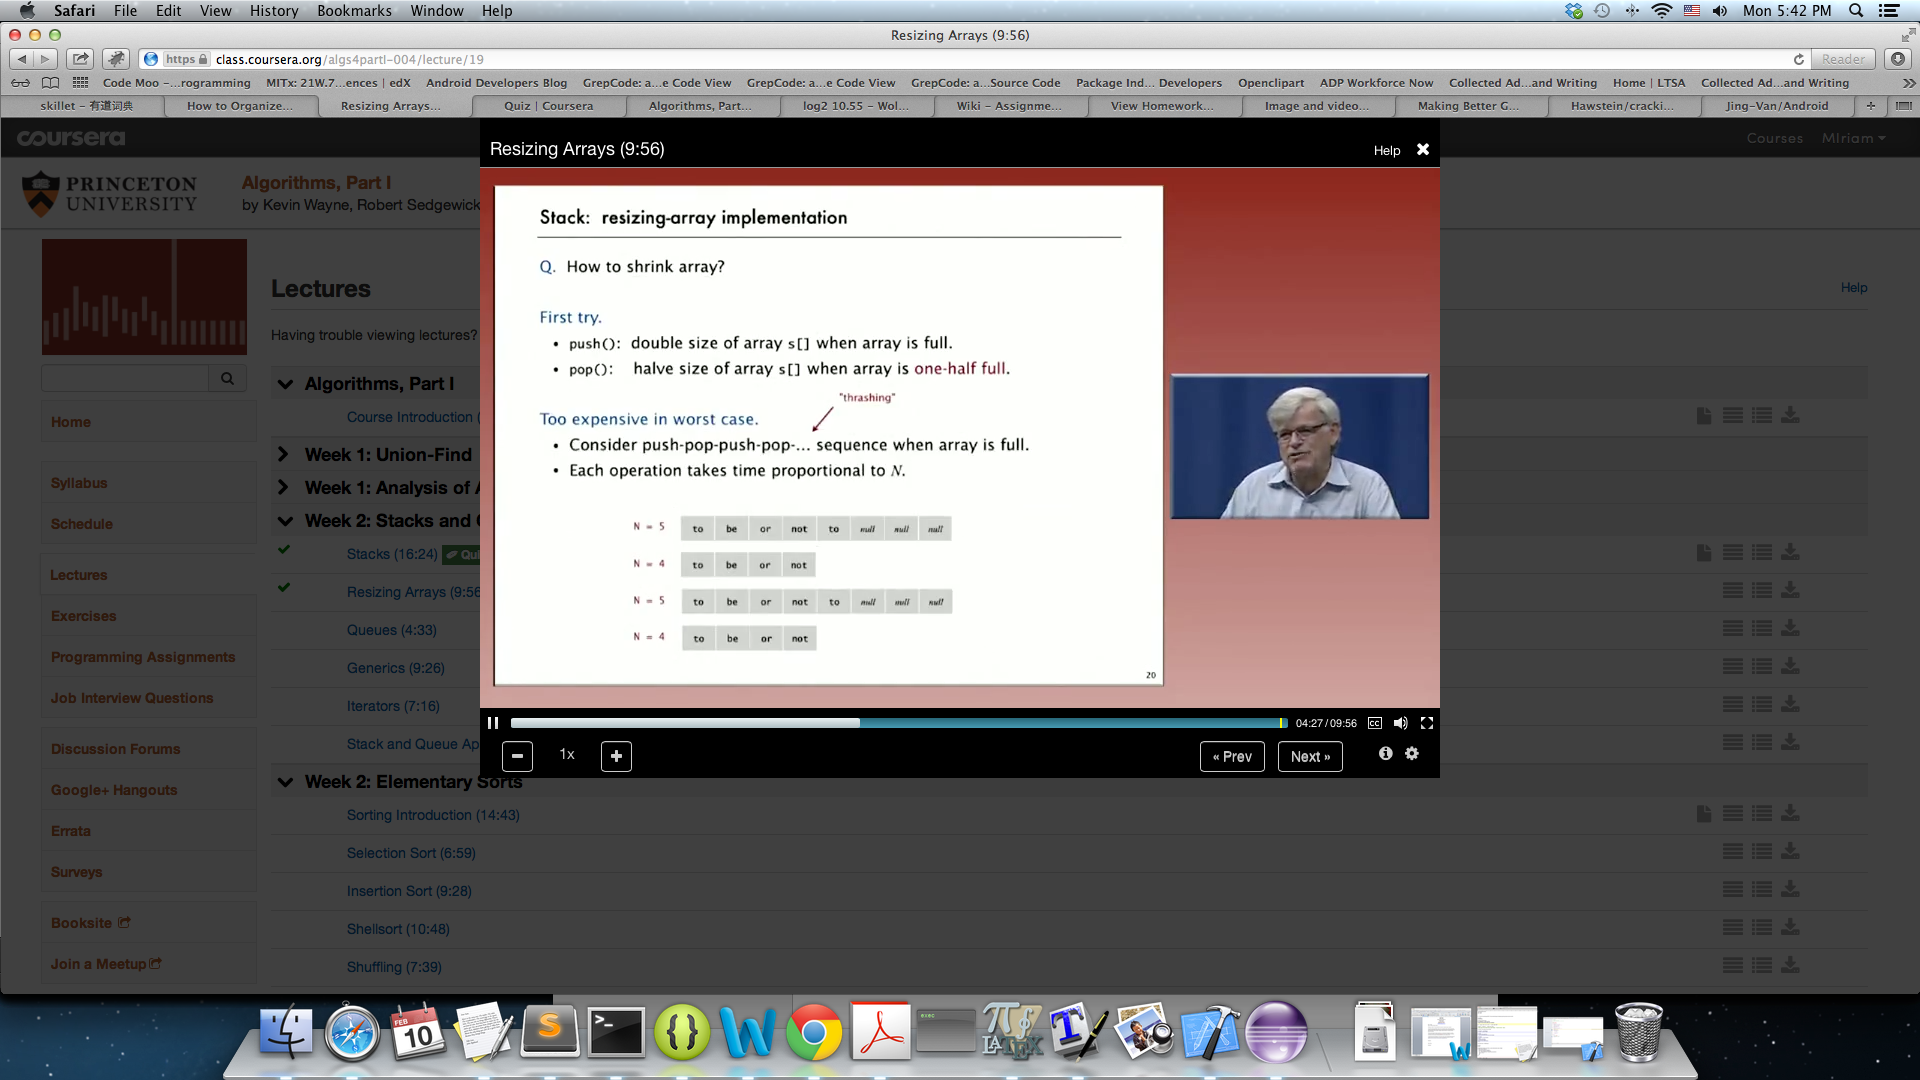 Safari File Edit View History Bookmarks Window Help Mon 5:42 PM
Resizing Arrays (9:56)
https class.coursera.org/algs4partI-004/lecture/19 Reader
Code Moo -...rogramming MITx: 21W.7...ences | edX Android Developers Blog GrepCode: a...e Code View GrepCode: a...e Code View GrepCode: a...Source Code Package Ind... Developers Openclipart ADP Workforce Now Collected Ad...and Writing Home | LTSA Collected Ad...and Writing
skillet - 有道词典 How to Organize... Resizing Arrays... Quiz | Coursera Algorithms, Part... log2 10.55 - Wol... Wiki - Assignme... View Homework... Image and video... Making Better G... Hawstein/cracki... Jing-Van/Android
coursera Courses MIriam
Resizing Arrays (9:56) Help
PRINCETON UNIVERSITY
Algorithms, Part I
by Kevin Wayne, Robert Sedgewick
Home
Syllabus
Schedule
Lectures
Exercises
Programming Assignments
Job Interview Questions
Discussion Forums
Google+ Hangouts
Errata
Surveys
Booksite
Join a Meetup
Lectures
Help
Having trouble viewing lectures?
Algorithms, Part I
Course Introduction (
Week 1: Union-Find
Week 1: Analysis of A
Week 2: Stacks and
Stacks (16:24) Qui
Resizing Arrays (9:56
Queues (4:33)
Generics (9:26)
Iterators (7:16)
Stack and Queue Ap
Week 2: Elementary Sorts
Sorting Introduction (14:43)
Selection Sort (6:59)
Insertion Sort (9:28)
Shellsort (10:48)
Shuffling (7:39)
Stack: resizing-array implementation
Q. How to shrink array?
First try.
• push(): double size of array s[] when array is full.
• pop(): halve size of array s[] when array is one-half full.
"thrashing"
Too expensive in worst case.
• Consider push-pop-push-pop-... sequence when array is full.
• Each operation takes time proportional to N.
N = 5 to be or not to null null null
N = 4 to be or not
N = 5 to be or not to null null null
N = 4 to be or not
20
04:27/09:56 CC
1x « Prev Next »
FEB
10
exec
LATEX